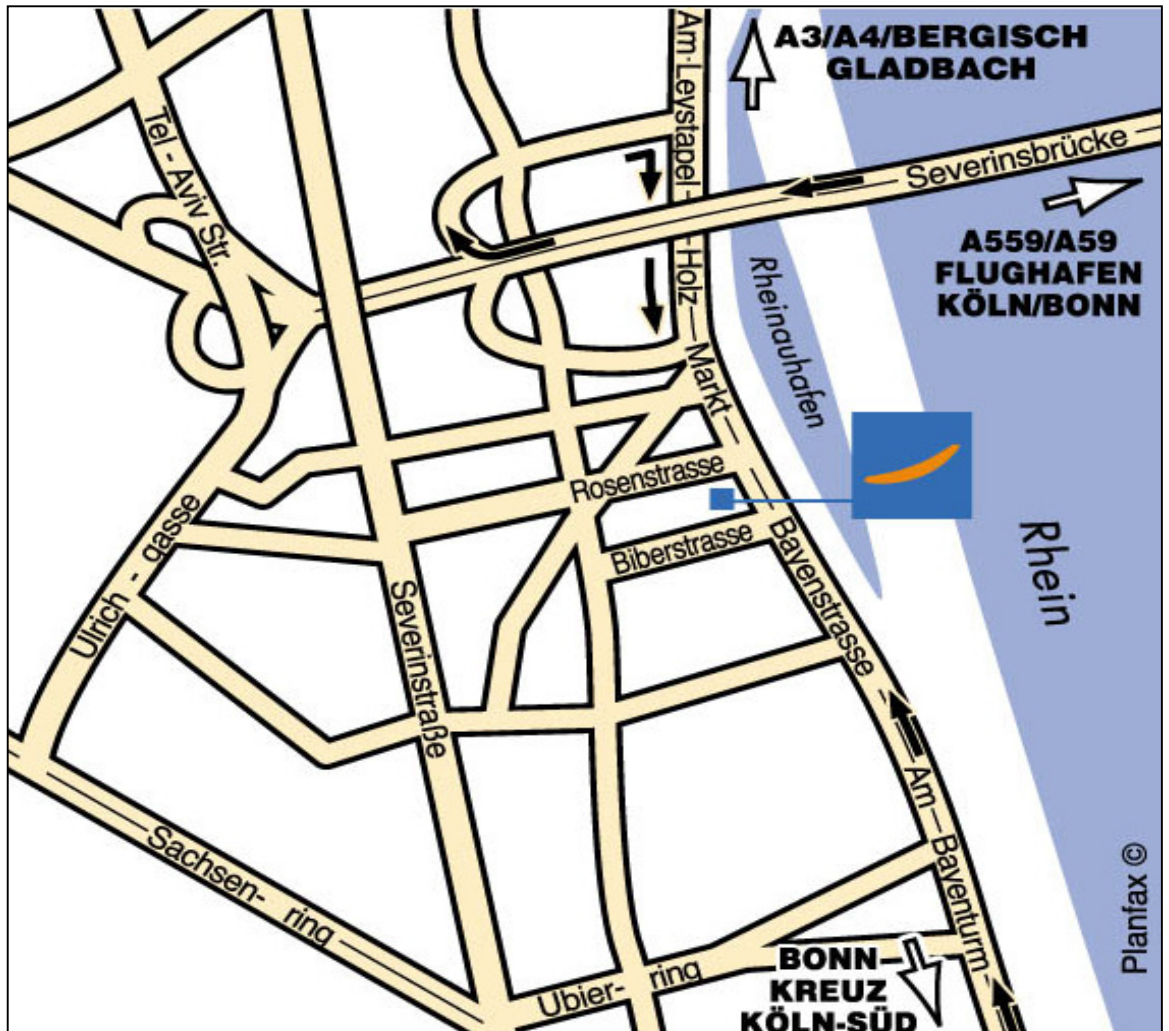 A3/A4/BERGISCH
GLADBACH
Am-Leystapel-
Holz
Markt
Tel - Aviv Str.
Severinsbrücke
A559/A59
FLUGHAFEN
KÖLN/BONN
Rheinauhafen
Rosenstrasse
Biberstrasse
Bayenstrasse
Rhein
Ulrich - gasse
Severinstraße
Am
Bayenturm
Sachsen- ring
Ubier-ring
BONN
KREUZ
KÖLN-SÜD
Planfax ©